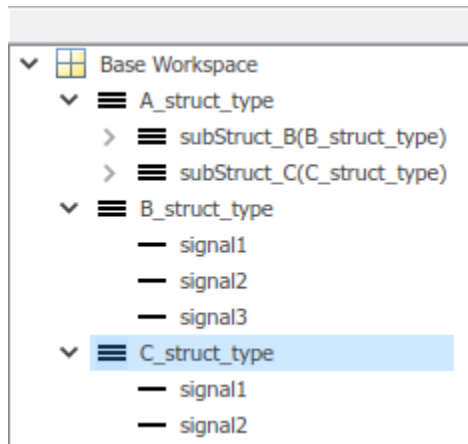 Base Workspace
A_struct_type
subStruct_B(B_struct_type)
subStruct_C(C_struct_type)
B_struct_type
signal1
signal2
signal3
C_struct_type
signal1
signal2